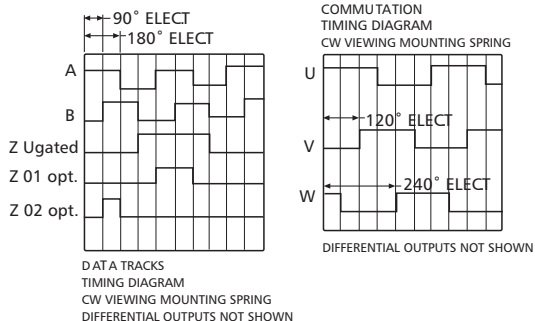 90° ELECT
180° ELECT
A
B
Z Ugated
Z 01 opt.
Z 02 opt.
DATA TRACKS
TIMING DIAGRAM
CW VIEWING MOUNTING SPRING
DIFFERENTIAL OUTPUTS NOT SHOWN
COMMUTATION
TIMING DIAGRAM
CW VIEWING MOUNTING SPRING
U
120° ELECT
V
240° ELECT
W
DIFFERENTIAL OUTPUTS NOT SHOWN